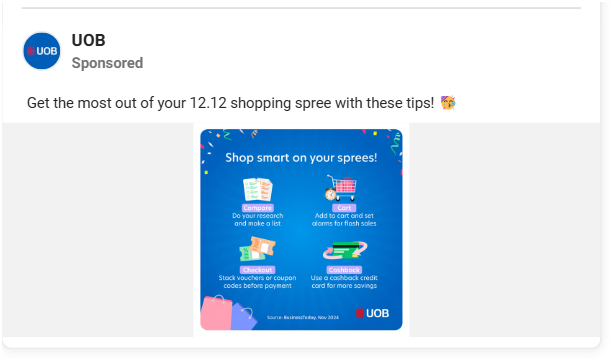 UOB
UOB
Sponsored
Get the most out of your 12.12 shopping spree with these tips! 🥳
Shop smart on your sprees!
Compare
Do your research
and make a list
Cart
Add to cart and set
alarms for flash sales
Checkout
Stack vouchers or coupon
codes before payment
Cashback
Use a cashback credit
card for more savings
Source: BusinessToday, Nov 2024
UOB